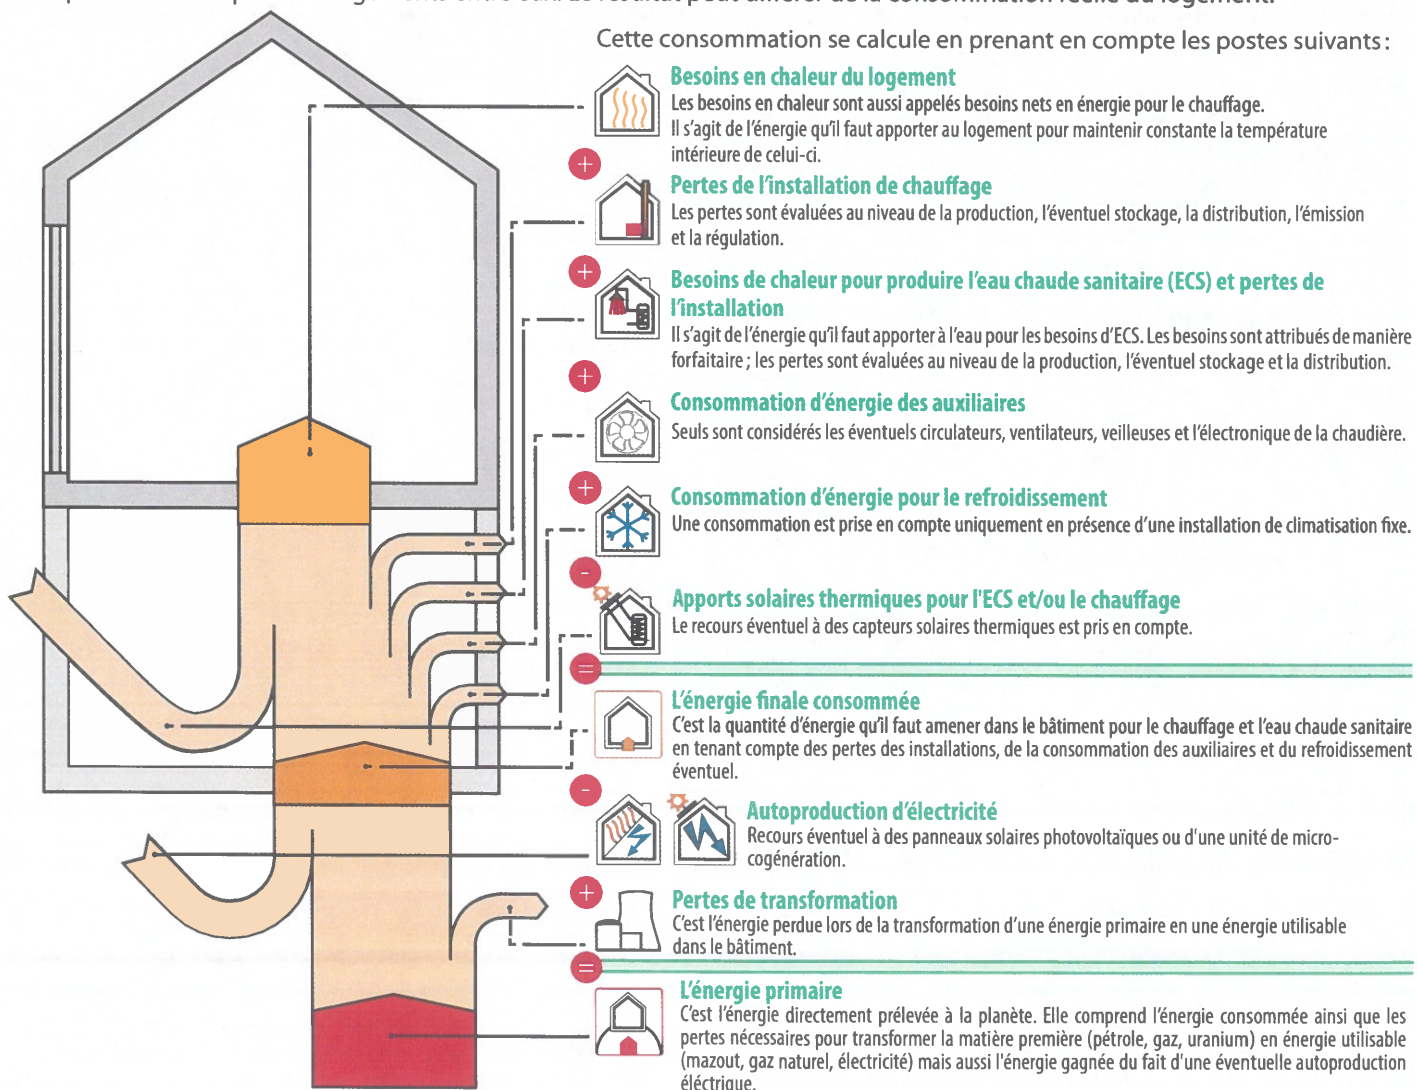 Cette consommation se calcule en prenant en compte les postes suivants :
Besoins en chaleur du logement
Les besoins en chaleur sont aussi appelés besoins nets en énergie pour le chauffage.
Il s'agit de l'énergie qu'il faut apporter au logement pour maintenir constante la température
intérieure de celui-ci.
+
Pertes de l'installation de chauffage
Les pertes sont évaluées au niveau de la production, l'éventuel stockage, la distribution, l'émission
et la régulation.
+
Besoins de chaleur pour produire l'eau chaude sanitaire (ECS) et pertes de
l'installation
Il s'agit de l'énergie qu'il faut apporter à l'eau pour les besoins d'ECS. Les besoins sont attribués de manière
forfaitaire ; les pertes sont évaluées au niveau de la production, l'éventuel stockage et la distribution.
+
Consommation d'énergie des auxiliaires
Seuls sont considérés les éventuels circulateurs, ventilateurs, veilleuses et l'électronique de la chaudière.
+
Consommation d'énergie pour le refroidissement
Une consommation est prise en compte uniquement en présence d'une installation de climatisation fixe.
-
Apports solaires thermiques pour l'ECS et/ou le chauffage
Le recours éventuel à des capteurs solaires thermiques est pris en compte.
=
L'énergie finale consommée
C'est la quantité d'énergie qu'il faut amener dans le bâtiment pour le chauffage et l'eau chaude sanitaire
en tenant compte des pertes des installations, de la consommation des auxiliaires et du refroidissement
éventuel.
-
Autoproduction d'électricité
Recours éventuel à des panneaux solaires photovoltaïques ou d'une unité de micro-
cogénération.
+
Pertes de transformation
C'est l'énergie perdue lors de la transformation d'une énergie primaire en une énergie utilisable
dans le bâtiment.
=
L'énergie primaire
C'est l'énergie directement prélevée à la planète. Elle comprend l'énergie consommée ainsi que les
pertes nécessaires pour transformer la matière première (pétrole, gaz, uranium) en énergie utilisable
(mazout, gaz naturel, électricité) mais aussi l'énergie gagnée du fait d'une éventuelle autoproduction
éléctrique.